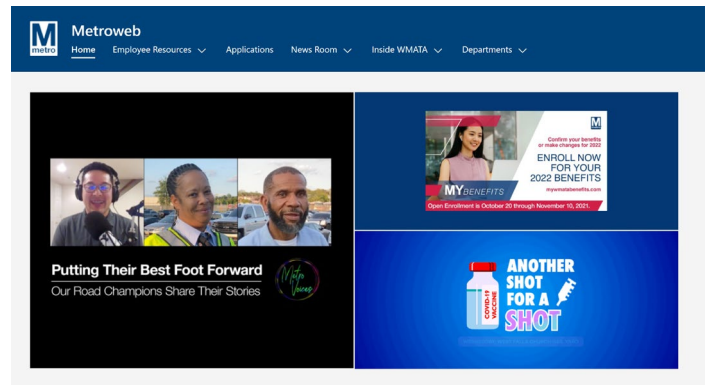 M
metro
Metroweb
Home
Employee Resources
Applications
News Room
Inside WMATA
Departments
Putting Their Best Foot Forward
Our Road Champions Share Their Stories
Metro
Voices
M
Confirm your benefits
or make changes for 2022
ENROLL NOW
FOR YOUR
2022 BENEFITS
mywmatabenefits.com
MYBENEFITS
Open Enrollment is October 20 through November 10, 2021.
COVID-19
VACCINE
ANOTHER
SHOT
FOR A
SHOT